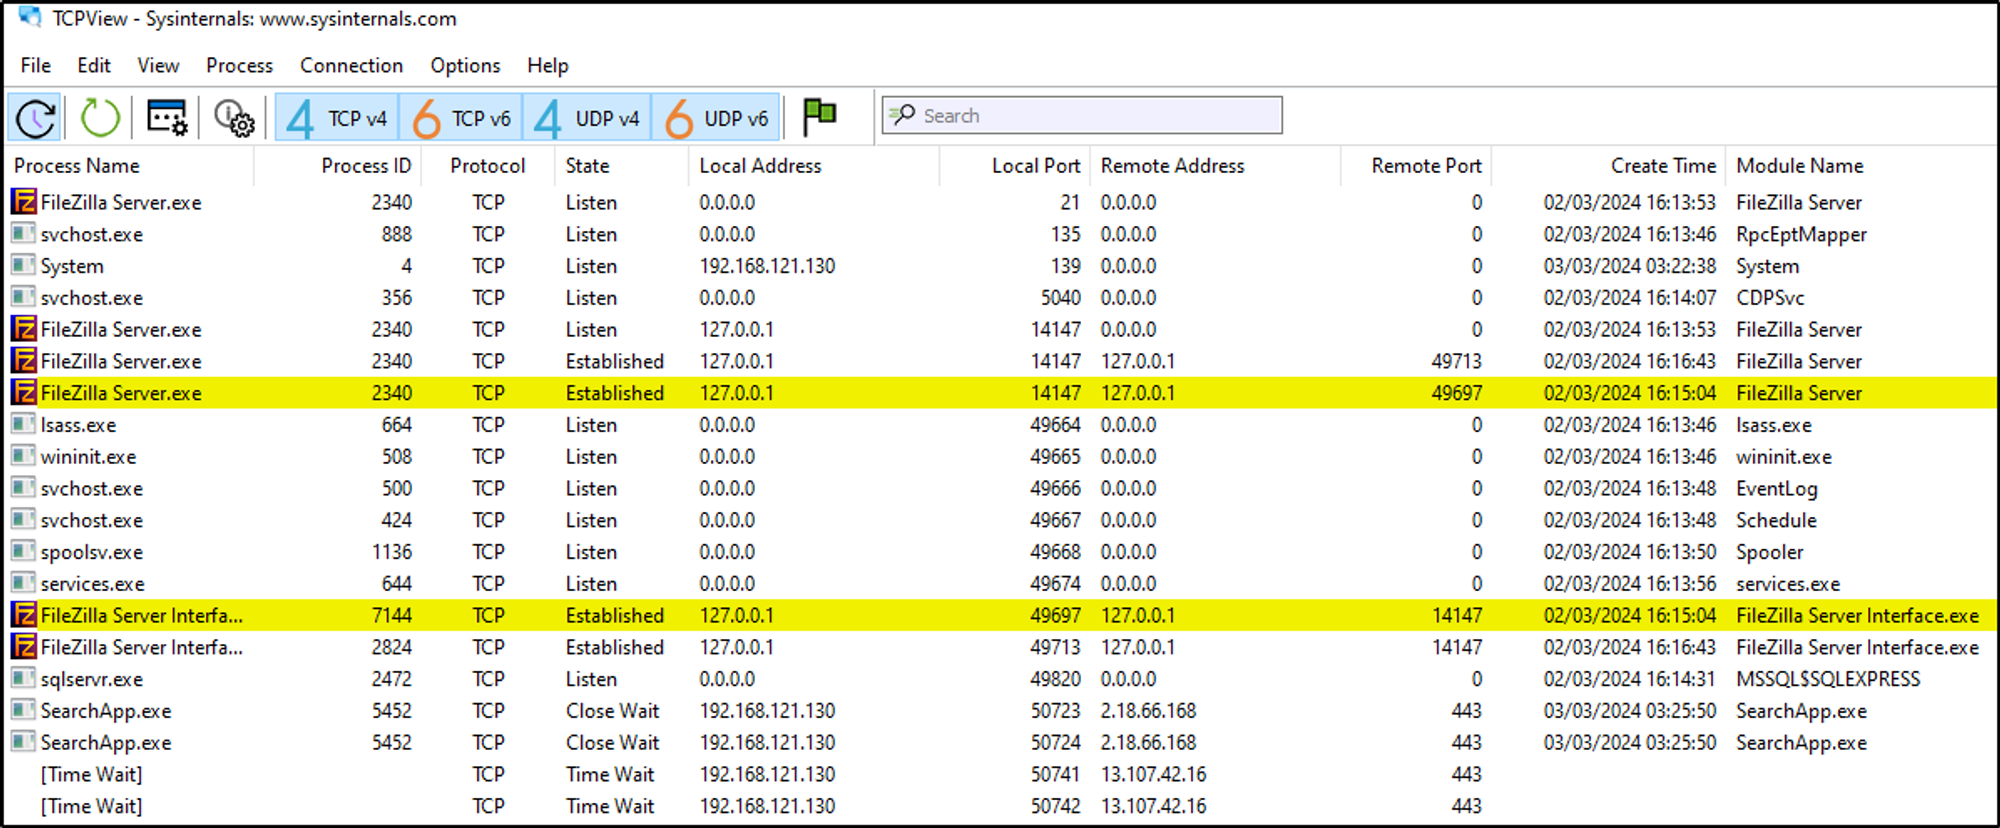 TCPView - Sysinternals: www.sysinternals.com
File Edit View Process Connection Options Help
4 TCP v4 6 TCP v6 4 UDP v4 6 UDP v6 Search
Process Name Process ID Protocol State Local Address Local Port Remote Address Remote Port Create Time Module Name
FileZilla Server.exe 2340 TCP Listen 0.0.0.0 21 0.0.0.0 0 02/03/2024 16:13:53 FileZilla Server
svchost.exe 888 TCP Listen 0.0.0.0 135 0.0.0.0 0 02/03/2024 16:13:46 RpcEptMapper
System 4 TCP Listen 192.168.121.130 139 0.0.0.0 0 03/03/2024 03:22:38 System
svchost.exe 356 TCP Listen 0.0.0.0 5040 0.0.0.0 0 02/03/2024 16:14:07 CDPSvc
FileZilla Server.exe 2340 TCP Listen 127.0.0.1 14147 0.0.0.0 0 02/03/2024 16:13:53 FileZilla Server
FileZilla Server.exe 2340 TCP Established 127.0.0.1 14147 127.0.0.1 49713 02/03/2024 16:16:43 FileZilla Server
FileZilla Server.exe 2340 TCP Established 127.0.0.1 14147 127.0.0.1 49697 02/03/2024 16:15:04 FileZilla Server
lsass.exe 664 TCP Listen 0.0.0.0 49664 0.0.0.0 0 02/03/2024 16:13:46 lsass.exe
wininit.exe 508 TCP Listen 0.0.0.0 49665 0.0.0.0 0 02/03/2024 16:13:46 wininit.exe
svchost.exe 500 TCP Listen 0.0.0.0 49666 0.0.0.0 0 02/03/2024 16:13:48 EventLog
svchost.exe 424 TCP Listen 0.0.0.0 49667 0.0.0.0 0 02/03/2024 16:13:48 Schedule
spoolsv.exe 1136 TCP Listen 0.0.0.0 49668 0.0.0.0 0 02/03/2024 16:13:50 Spooler
services.exe 644 TCP Listen 0.0.0.0 49674 0.0.0.0 0 02/03/2024 16:13:56 services.exe
FileZilla Server Interfa... 7144 TCP Established 127.0.0.1 49697 127.0.0.1 14147 02/03/2024 16:15:04 FileZilla Server Interface.exe
FileZilla Server Interfa... 2824 TCP Established 127.0.0.1 49713 127.0.0.1 14147 02/03/2024 16:16:43 FileZilla Server Interface.exe
sqlservr.exe 2472 TCP Listen 0.0.0.0 49820 0.0.0.0 0 02/03/2024 16:14:31 MSSQL$SQLEXPRESS
SearchApp.exe 5452 TCP Close Wait 192.168.121.130 50723 2.18.66.168 443 03/03/2024 03:25:50 SearchApp.exe
SearchApp.exe 5452 TCP Close Wait 192.168.121.130 50724 2.18.66.168 443 03/03/2024 03:25:50 SearchApp.exe
[Time Wait] TCP Time Wait 192.168.121.130 50741 13.107.42.16 443
[Time Wait] TCP Time Wait 192.168.121.130 50742 13.107.42.16 443